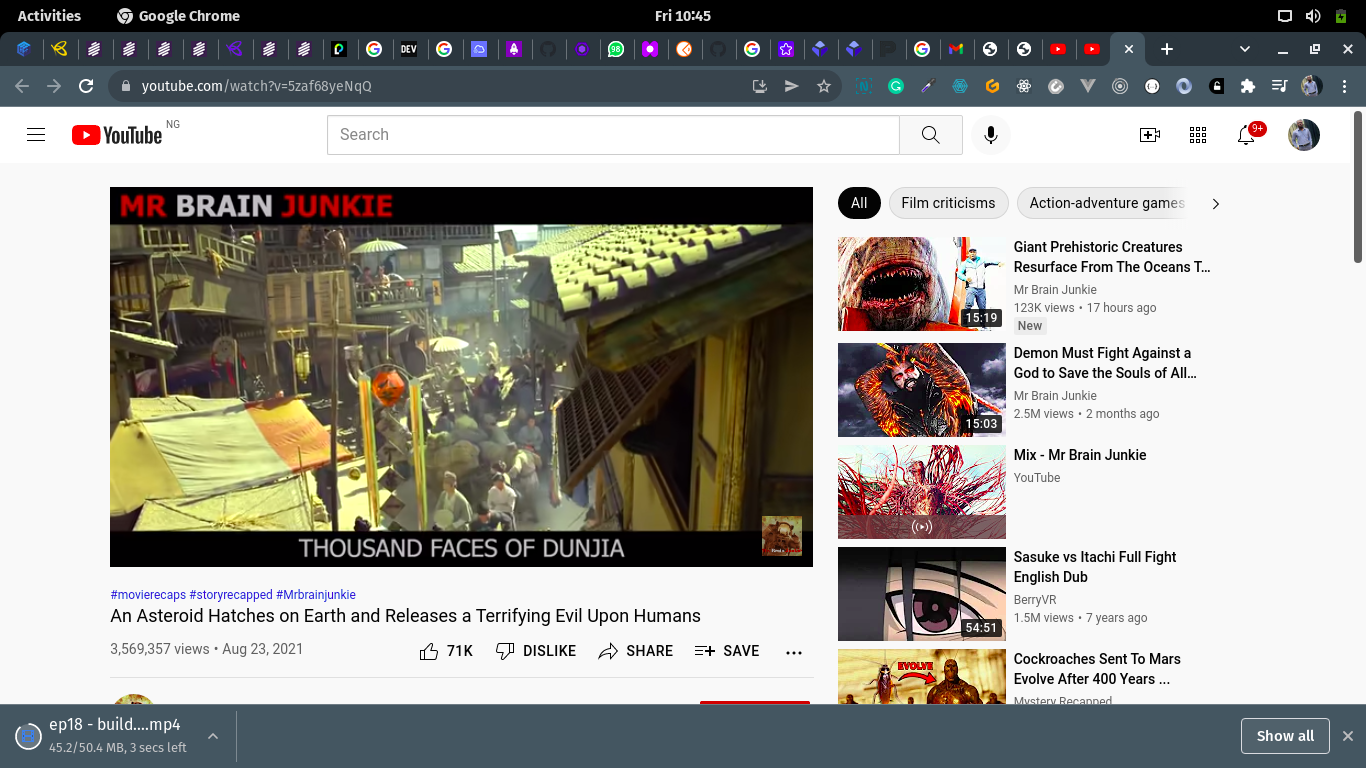 Activities
Google Chrome
Fri 10:45
DEV
98
youtube.com/watch?v=5zaf68yeNqQ
YouTube
NG
Search
9+
MR BRAIN JUNKIE
THOUSAND FACES OF DUNJIA
#movierecaps #storyrecapped #Mrbrainjunkie
An Asteroid Hatches on Earth and Releases a Terrifying Evil Upon Humans
3,569,357 views • Aug 23, 2021
71K
DISLIKE
SHARE
SAVE
All
Film criticisms
Action-adventure games
15:19
Giant Prehistoric Creatures
Resurface From The Oceans T...
Mr Brain Junkie
123K views • 17 hours ago
New
15:03
Demon Must Fight Against a
God to Save the Souls of All...
Mr Brain Junkie
2.5M views • 2 months ago
Mix - Mr Brain Junkie
YouTube
54:51
Sasuke vs Itachi Full Fight
English Dub
BerryVR
1.5M views • 7 years ago
EVOLVE
Cockroaches Sent To Mars
Evolve After 400 Years ...
Mystery Recapped
ep18 - build....mp4
45.2/50.4 MB, 3 secs left
Show all